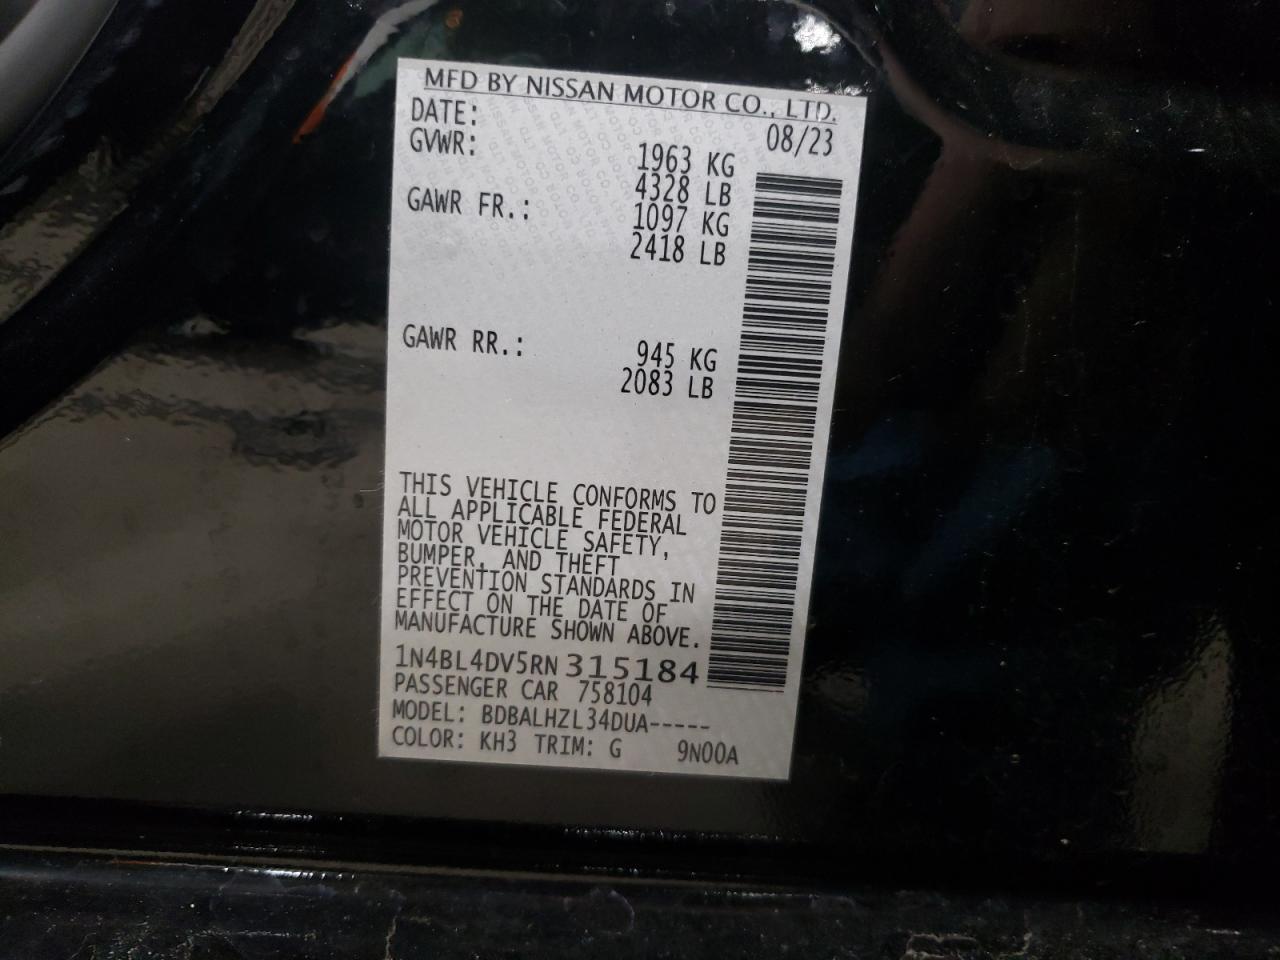 MFD BY NISSAN MOTOR CO., LTD.
DATE: 08/23
GVWR: 1963 KG
4328 LB
GAWR FR.: 1097 KG
2418 LB
GAWR RR.: 945 KG
2083 LB
THIS VEHICLE CONFORMS TO
ALL APPLICABLE FEDERAL
MOTOR VEHICLE SAFETY,
BUMPER, AND THEFT
PREVENTION STANDARDS IN
EFFECT ON THE DATE OF
MANUFACTURE SHOWN ABOVE.
1N4BL4DV5RN315184
PASSENGER CAR 758104
MODEL: BDBALHZL34DUA-----
COLOR: KH3 TRIM: G 9N00A